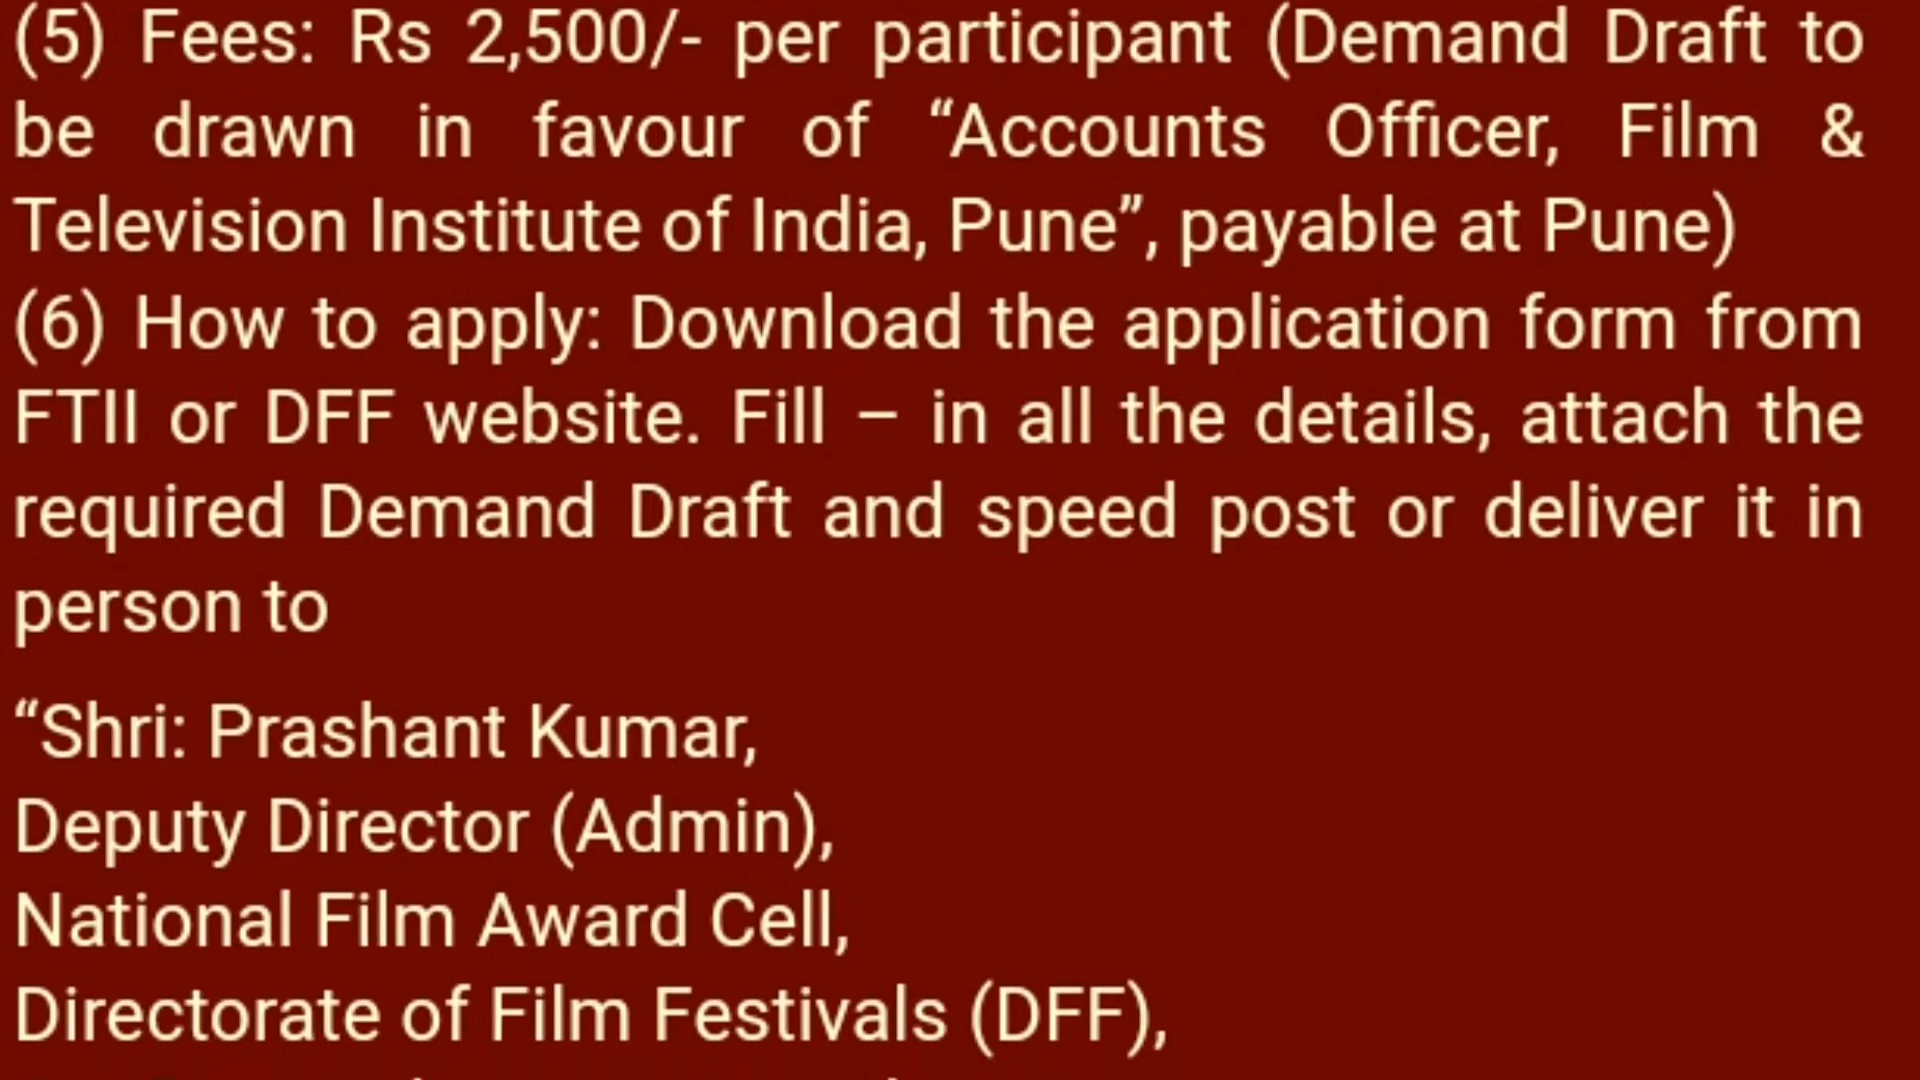 (5) Fees: Rs 2,500/- per participant (Demand Draft to
be drawn in favour of “Accounts Officer, Film &
Television Institute of India, Pune”, payable at Pune)
(6) How to apply: Download the application form from
FTII or DFF website. Fill – in all the details, attach the
required Demand Draft and speed post or deliver it in
person to
“Shri: Prashant Kumar,
Deputy Director (Admin),
National Film Award Cell,
Directorate of Film Festivals (DFF),